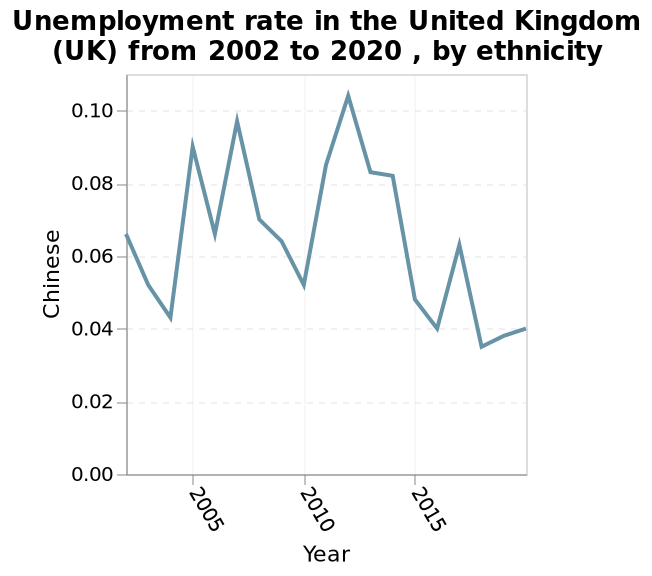 Unemployment rate in the United Kingdom
(UK) from 2002 to 2020 , by ethnicity
0.10
0.08
0.06
0.04
0.02
0.00
Chinese
2005
2010
2015
Year